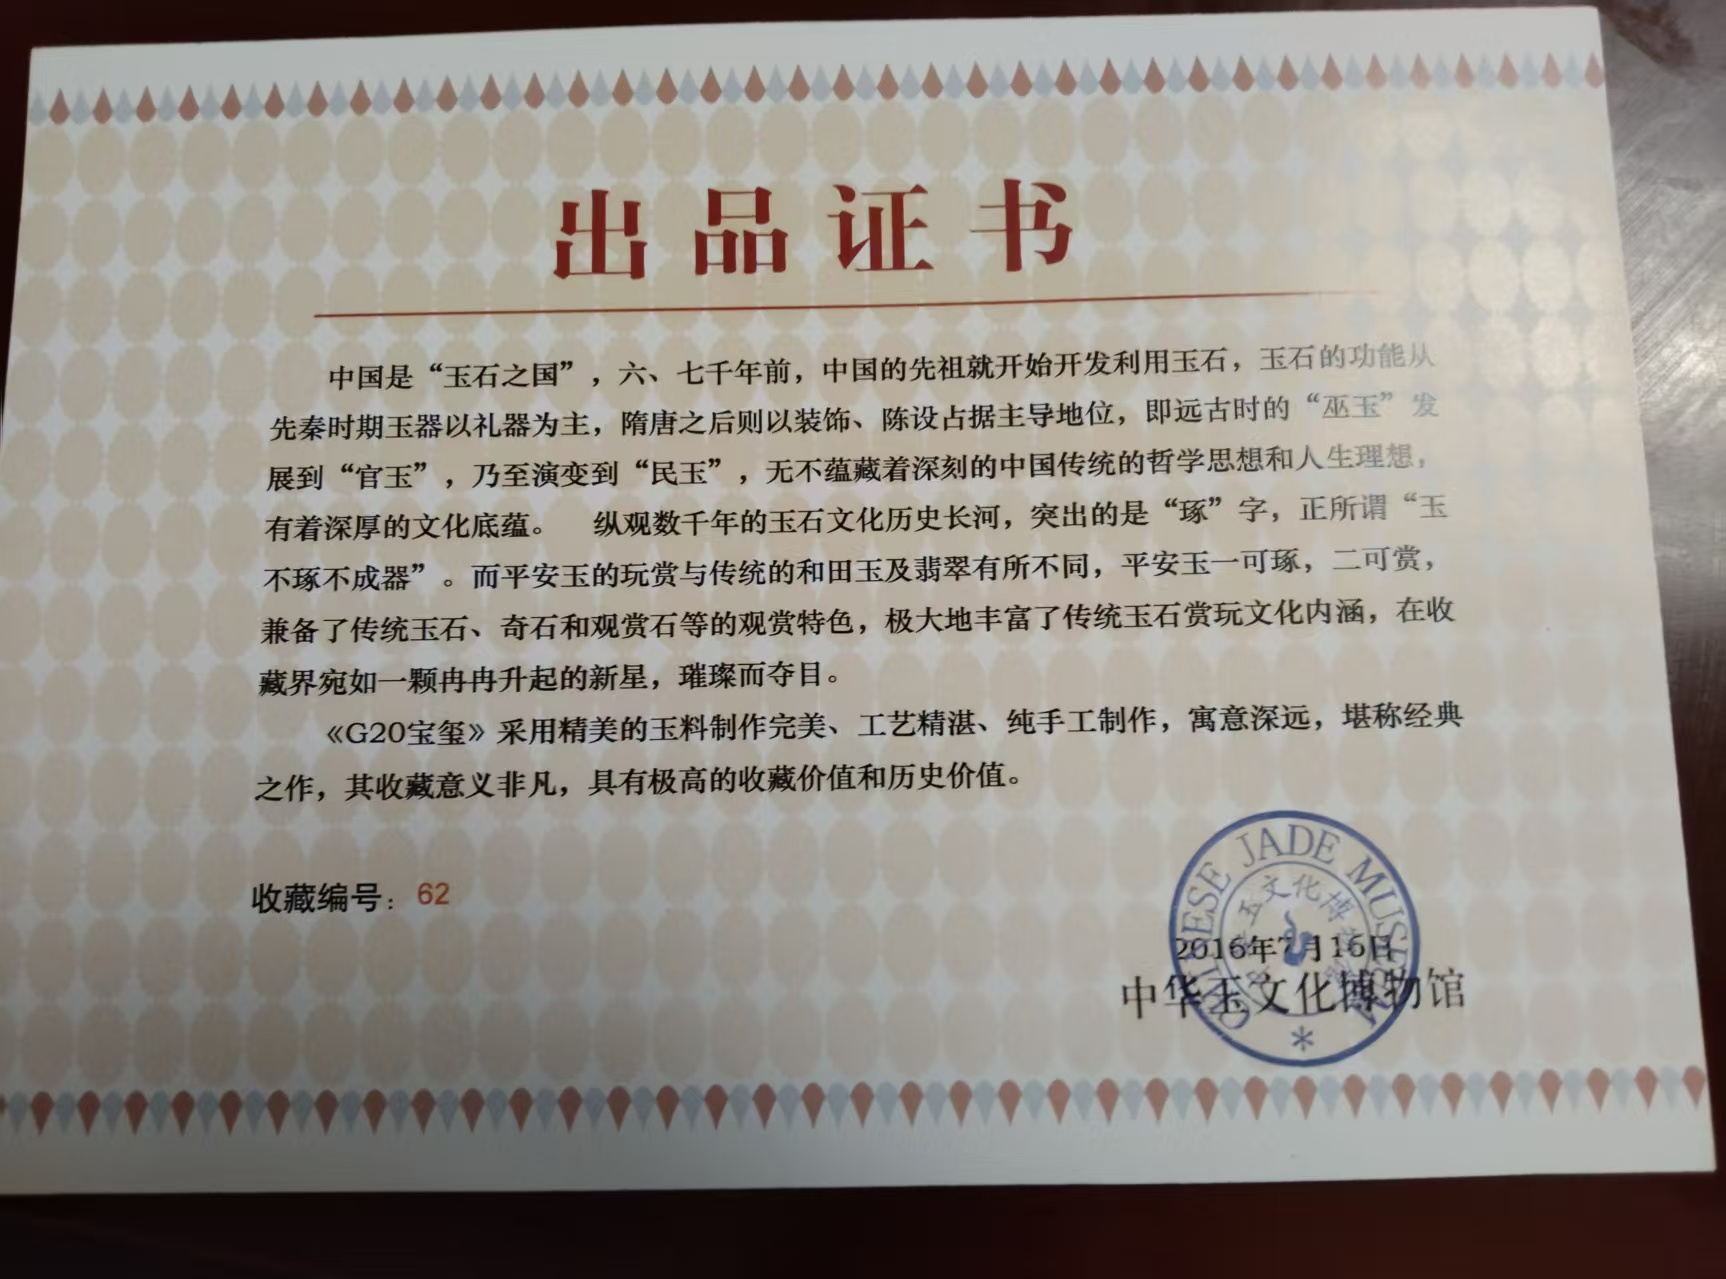 出品证书
中国是“玉石之国”，六、七千年前，中国的先祖就开始开发利用玉石，玉石的功能从
先秦时期玉器以礼器为主，隋唐之后则以装饰、陈设占据主导地位，即远古时的“巫玉”发
展到“官玉”，乃至演变到“民玉”，无不蕴藏着深刻的中国传统的哲学思想和人生理想，
有着深厚的文化底蕴。 纵观数千年的玉石文化历史长河，突出的是“琢”字，正所谓“玉
不琢不成器”。而平安玉的玩赏与传统的和田玉及翡翠有所不同，平安玉一可琢，二可赏，
兼备了传统玉石、奇石和观赏石等的观赏特色，极大地丰富了传统玉石赏玩文化内涵，在收
藏界宛如一颗冉冉升起的新星，璀璨而夺目。
《G20宝玺》采用精美的玉料制作完美、工艺精湛、纯手工制作，寓意深远，堪称经典
之作，其收藏意义非凡，具有极高的收藏价值和历史价值。
收藏编号：62
2016年7月16日
中华玉文化博物馆
CHINESE JADE MUSEUM
玉文化博